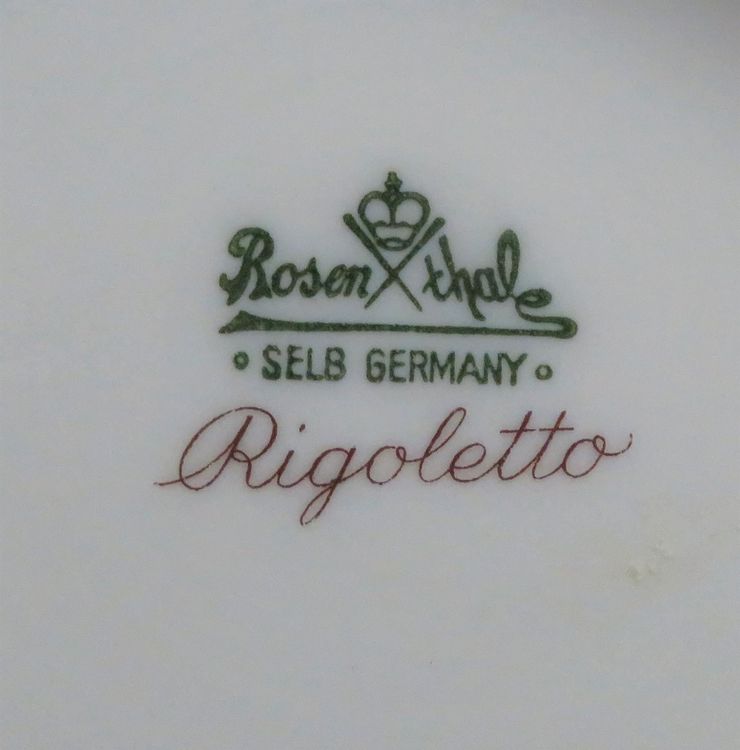 Rosenthal
° SELB GERMANY °
Rigoletto